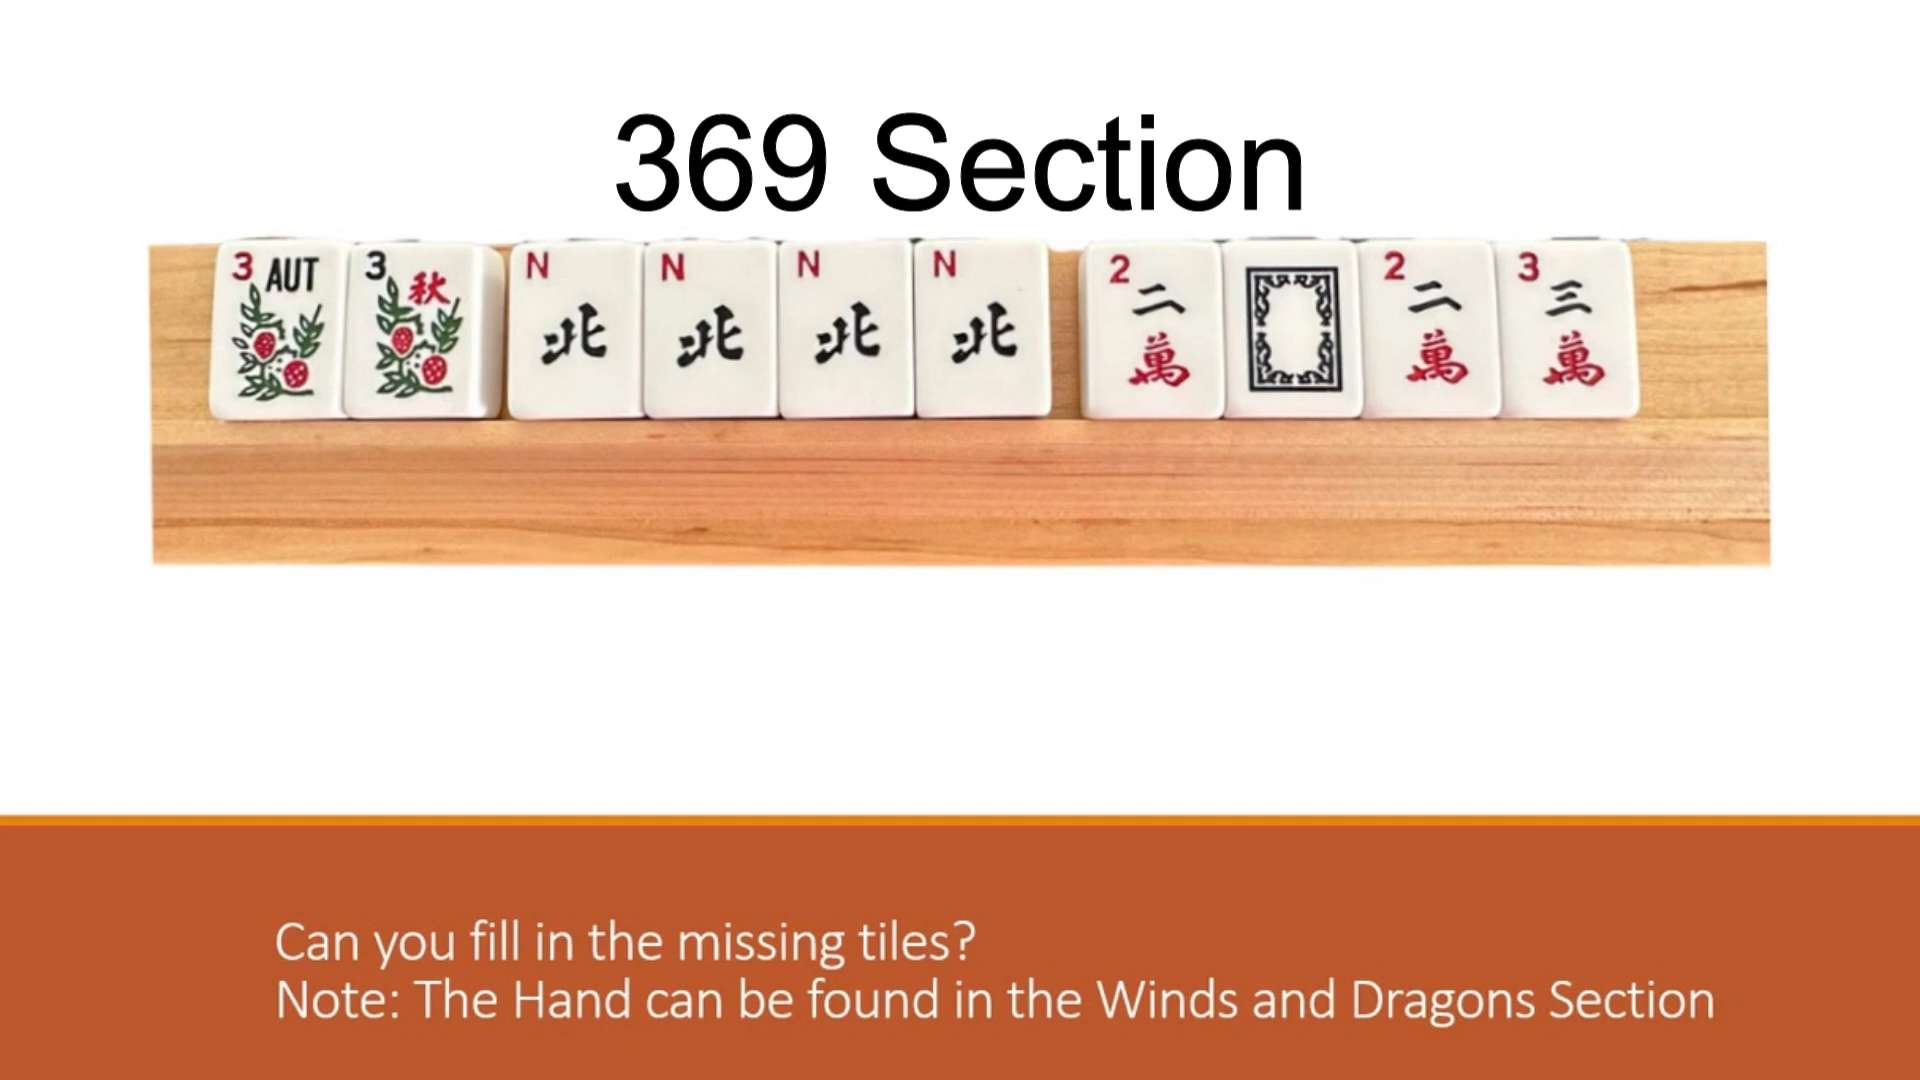 369 Section
3 AUT 3 秋 N N N N 2 2 3
北 北 北 北 二 二 三
萬 萬 萬
Can you fill in the missing tiles?
Note: The Hand can be found in the Winds and Dragons Section